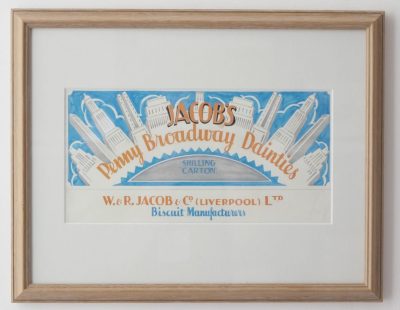 JACOB'S
Penny Broadway Dainties
SHILLING
CARTON
W. & R. JACOB & Cº (LIVERPOOL) LTD
Biscuit Manufacturers